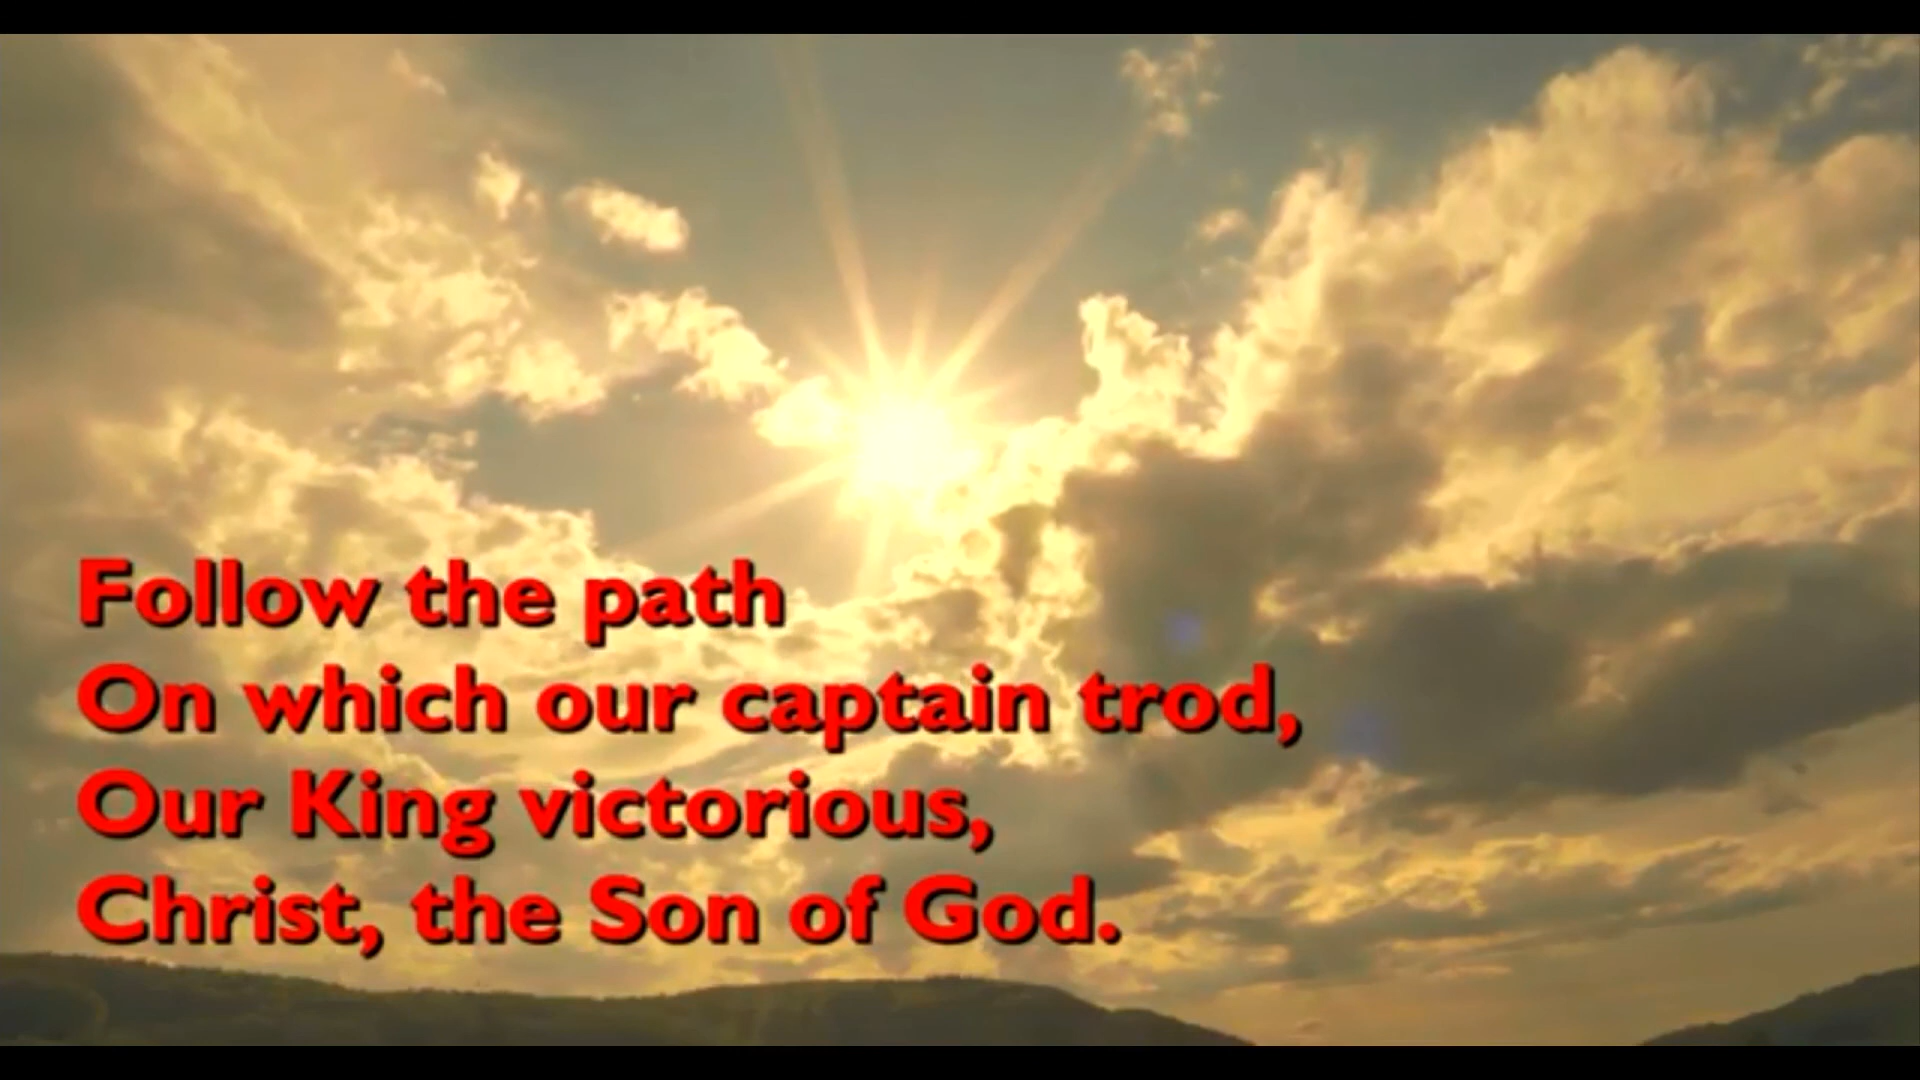 Follow the path
On which our captain trod,
Our King victorious,
Christ, the Son of God.